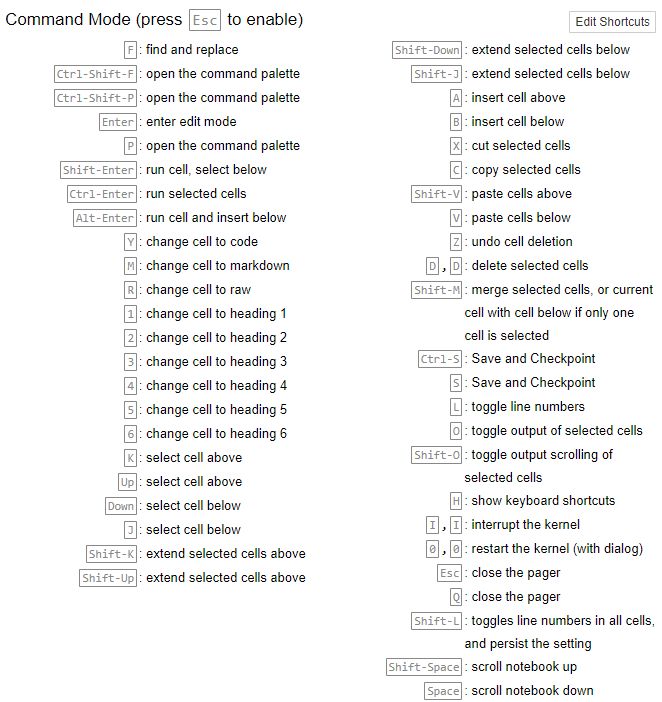 Command Mode (press Esc to enable)
Edit Shortcuts
F : find and replace
Ctrl-Shift-F : open the command palette
Ctrl-Shift-P : open the command palette
Enter : enter edit mode
P : open the command palette
Shift-Enter : run cell, select below
Ctrl-Enter : run selected cells
Alt-Enter : run cell and insert below
Y : change cell to code
M : change cell to markdown
R : change cell to raw
1 : change cell to heading 1
2 : change cell to heading 2
3 : change cell to heading 3
4 : change cell to heading 4
5 : change cell to heading 5
6 : change cell to heading 6
K : select cell above
Up : select cell above
Down : select cell below
J : select cell below
Shift-K : extend selected cells above
Shift-Up : extend selected cells above
Shift-Down : extend selected cells below
Shift-J : extend selected cells below
A : insert cell above
B : insert cell below
X : cut selected cells
C : copy selected cells
Shift-V : paste cells above
V : paste cells below
Z : undo cell deletion
D , D : delete selected cells
Shift-M : merge selected cells, or current
cell with cell below if only one
cell is selected
Ctrl-S : Save and Checkpoint
S : Save and Checkpoint
L : toggle line numbers
O : toggle output of selected cells
Shift-O : toggle output scrolling of
selected cells
H : show keyboard shortcuts
I , I : interrupt the kernel
0 , 0 : restart the kernel (with dialog)
Esc : close the pager
Q : close the pager
Shift-L : toggles line numbers in all cells,
and persist the setting
Shift-Space : scroll notebook up
Space : scroll notebook down